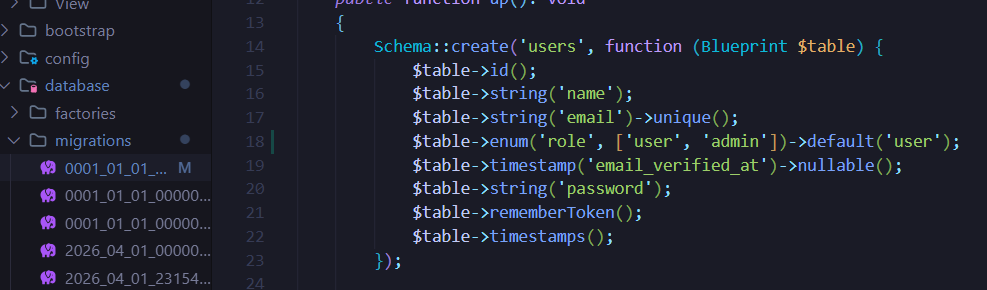 View
bootstrap
config
database
factories
migrations
0001_01_01_... M
0001_01_01_00000...
0001_01_01_00000...
2026_04_01_00000...
2026_04_01_23154...
12 public function up(): void
13 {
14 Schema::create('users', function (Blueprint $table) {
15 $table->id();
16 $table->string('name');
17 $table->string('email')->unique();
18 $table->enum('role', ['user', 'admin'])->default('user');
19 $table->timestamp('email_verified_at')->nullable();
20 $table->string('password');
21 $table->rememberToken();
22 $table->timestamps();
23 });
24